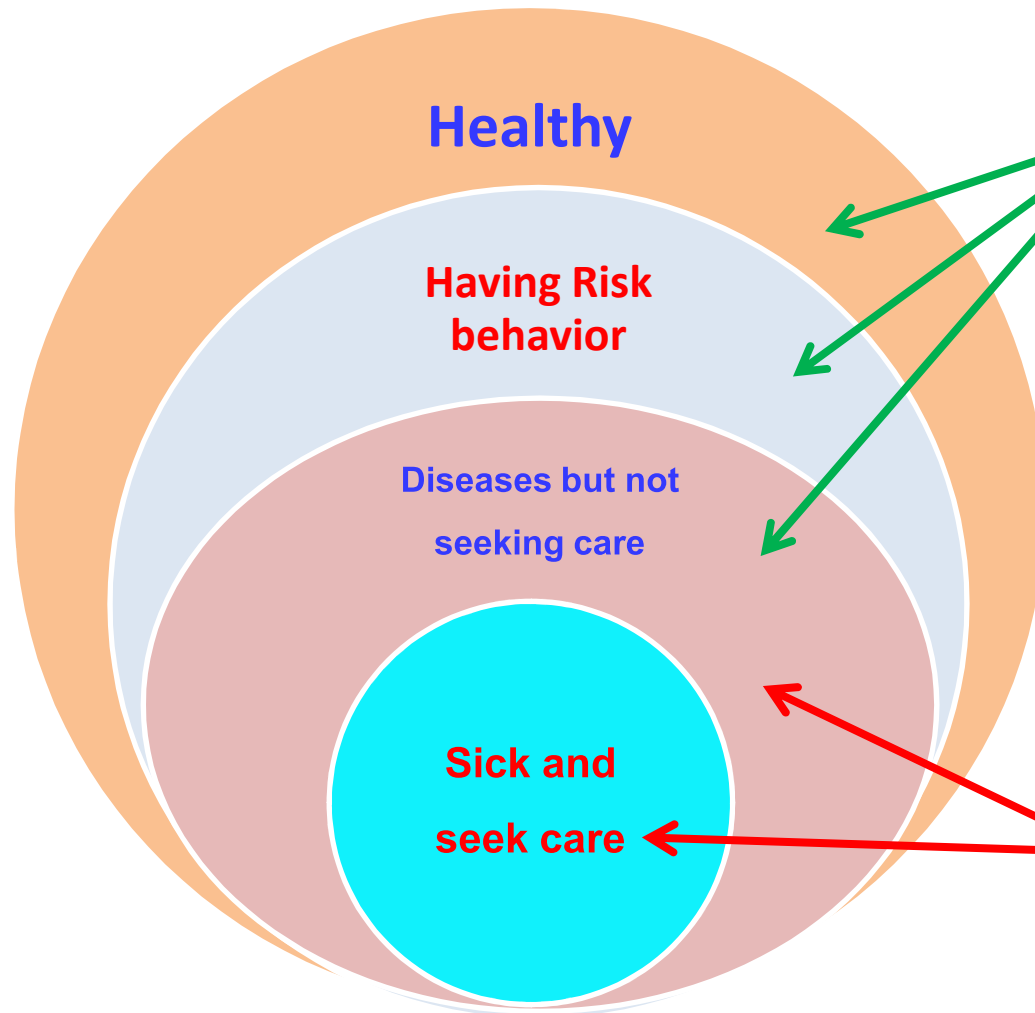 Healthy
Having Risk
behavior
Diseases but not
seeking care
Sick and
seek care